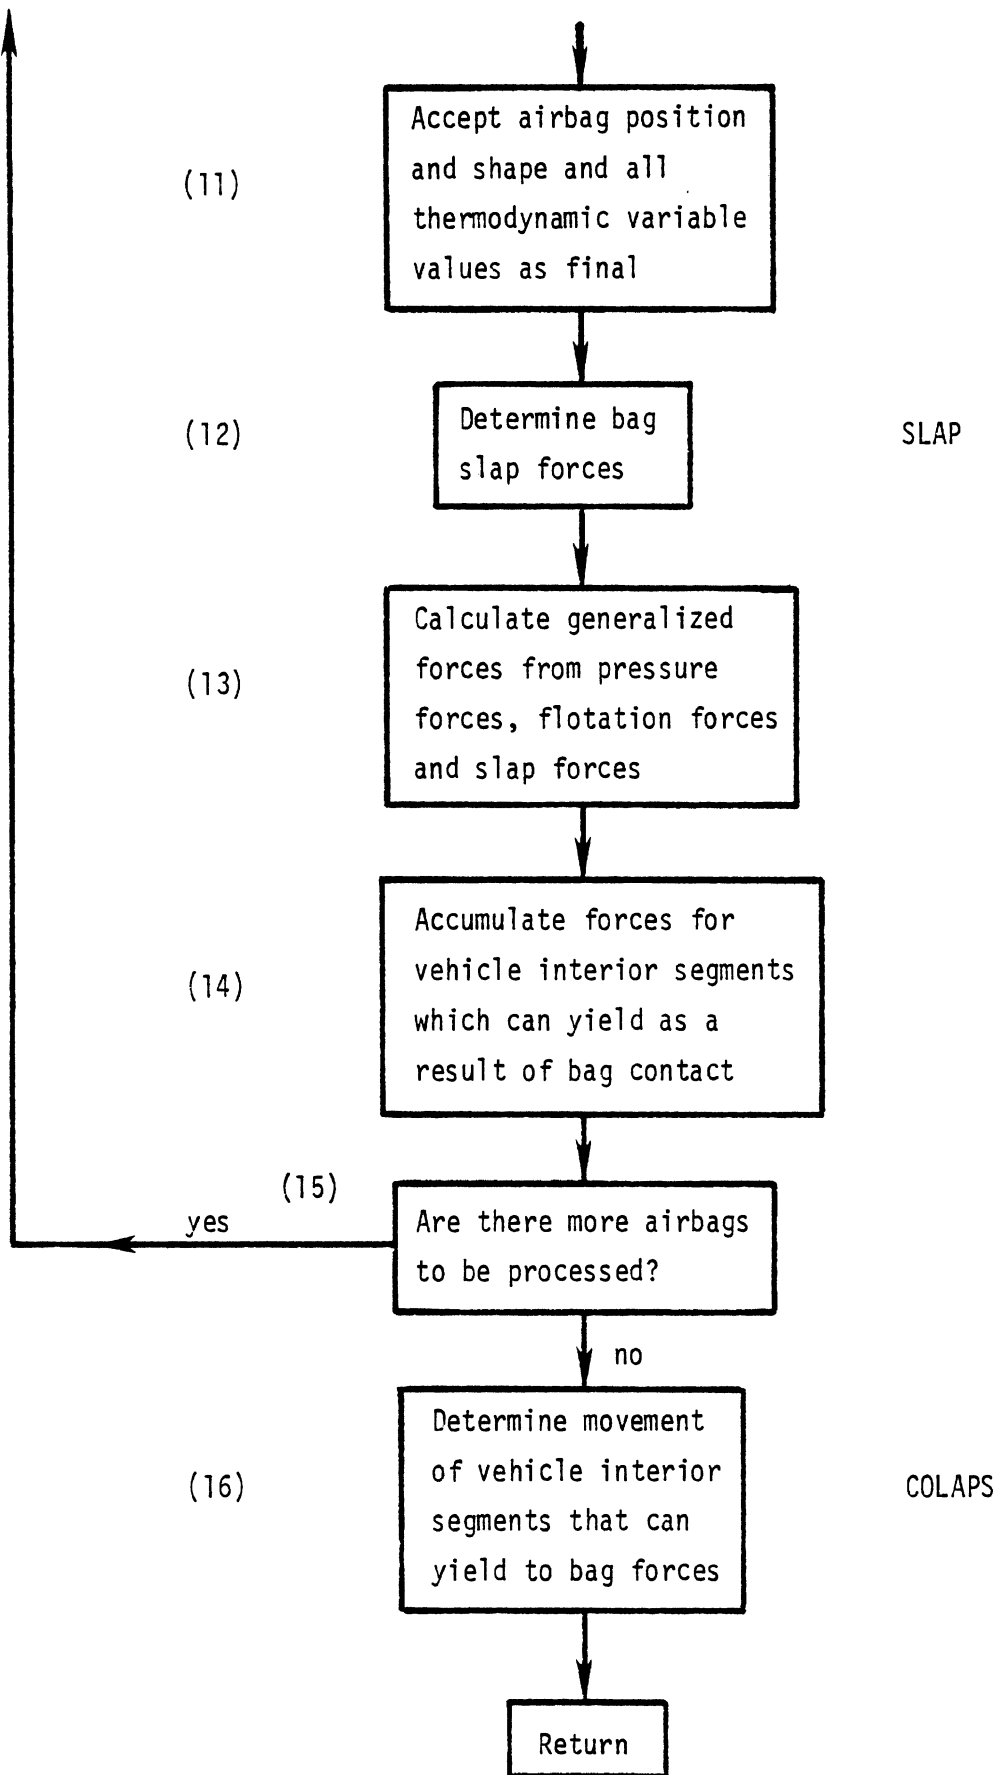 Accept airbag position
and shape and all
(11)
thermodynamic variable
values as final
Determine bag
(12)
SLAP
slap forces
Calculate generalized
forces from pressure
(13)
forces, flotation forces
and slap forces
Accumulate forces for
vehicle interior segments
(14)
which can yield as a
result of bag contact
(15)
yes
Are there more airbags
to be processed?
no
Determine movement
of vehicle interior
(16)
COLAPS
segments that can
yield to bag forces
Return